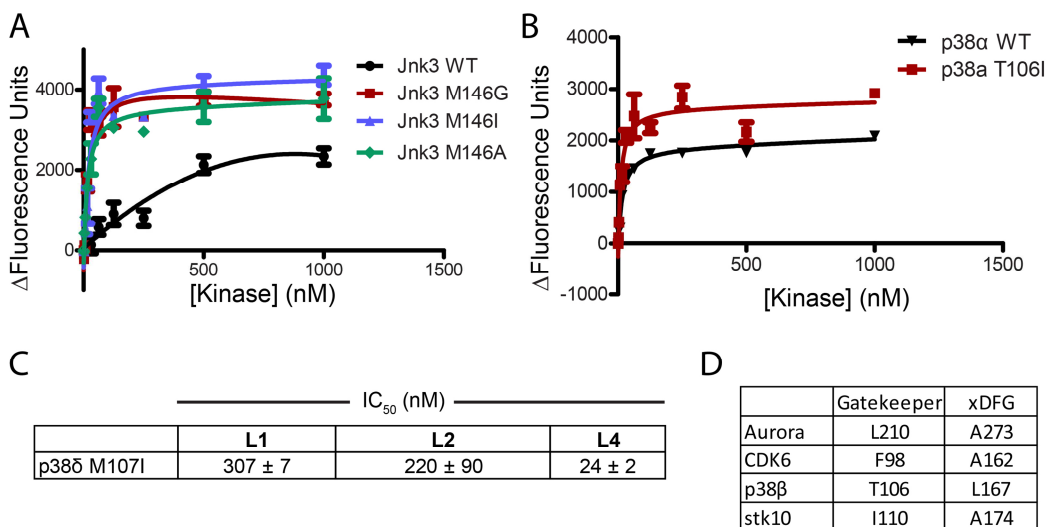 A
ΔFluorescence Units
4000
2000
0
500
1000
1500
[Kinase] (nM)
Jnk3 WT
Jnk3 M146G
Jnk3 M146I
Jnk3 M146A
B
ΔFluorescence Units
4000
3000
2000
1000
0
-1000
500
1000
1500
[Kinase] (nM)
p38α WT
p38a T106I
C
IC50 (nM)
L1 L2 L4
p38δ M107I 307 ± 7 220 ± 90 24 ± 2
D
Gatekeeper xDFG
Aurora L210 A273
CDK6 F98 A162
p38β T106 L167
stk10 I110 A174